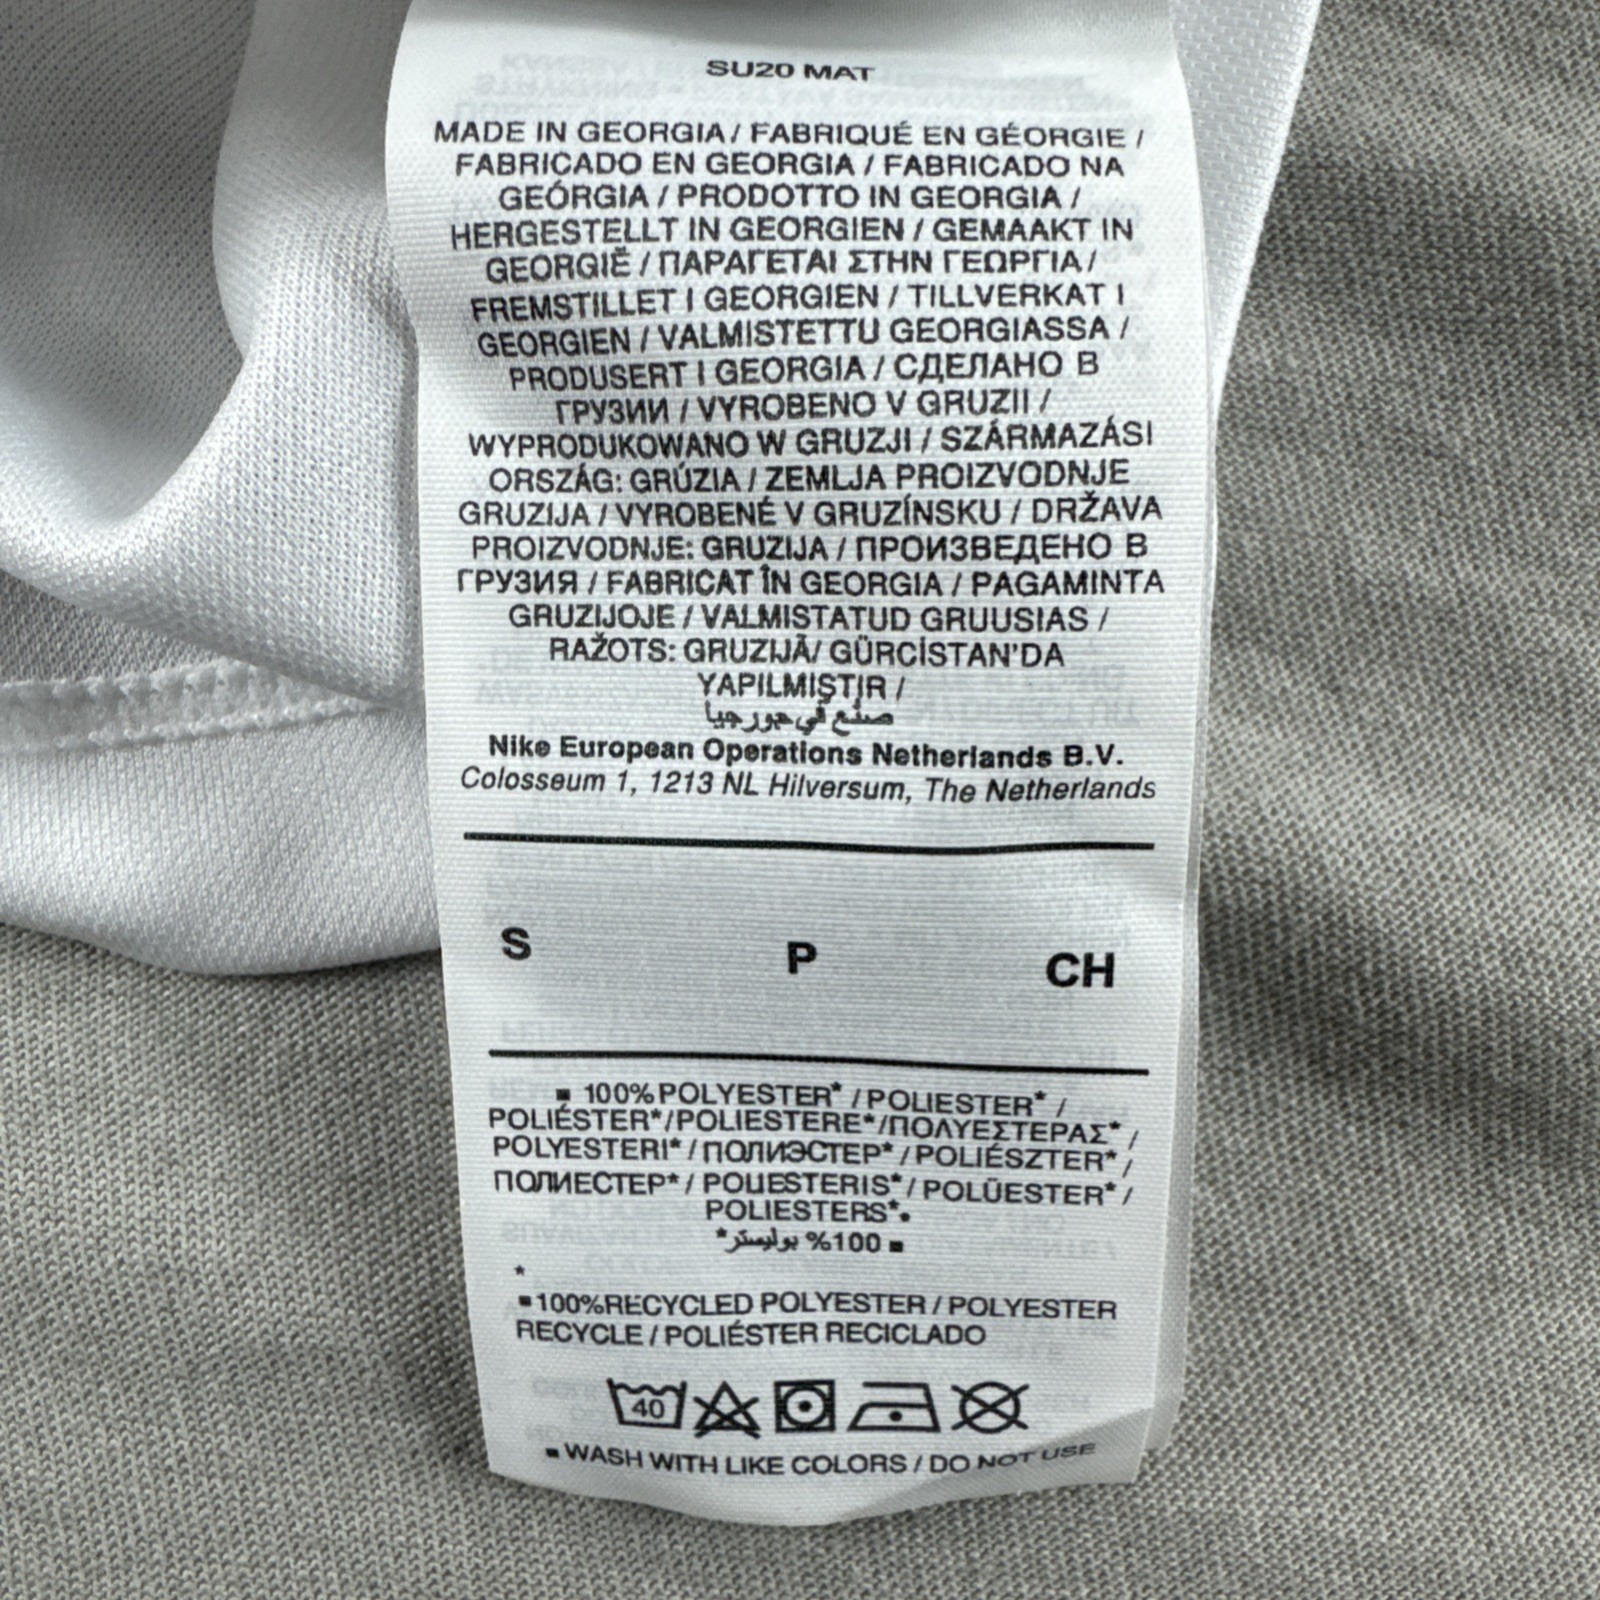 SU20 MAT
MADE IN GEORGIA / FABRIQUÉ EN GÉORGIE /
FABRICADO EN GEORGIA / FABRICADO NA
GEÓRGIA / PRODOTTO IN GEORGIA /
HERGESTELLT IN GEORGIEN / GEMAAKT IN
GEORGIË / ΠΑΡΑΓΕΤΑΙ ΣΤΗΝ ΓΕΩΡΓΙΑ /
FREMSTILLET I GEORGIEN / TILLVERKAT I
GEORGIEN / VALMISTETTU GEORGIASSA /
PRODUSERT I GEORGIA / СДЕЛАНО В
ГРУЗИИ / VYROBENO V GRUZII /
WYPRODUKOWANO W GRUZJI / SZÁRMAZÁSI
ORSZÁG: GRÚZIA / ZEMLJA PROIZVODNJE
GRUZIJA / VYROBENÉ V GRUZÍNSKU / DRŽAVA
PROIZVODNJE: GRUZIJA / ПРОИЗВЕДЕНО В
ГРУЗИЯ / FABRICAT ÎN GEORGIA / PAGAMINTA
GRUZIJOJE / VALMISTATUD GRUUSIAS /
RAŽOTS: GRUZIJĀ/ GÜRCİSTAN'DA
YAPILMIŞTIR /
صنع في جورجيا
Nike European Operations Netherlands B.V.
Colosseum 1, 1213 NL Hilversum, The Netherlands
S P CH
■ 100% POLYESTER* / POLIESTER* /
POLIÉSTER*/POLIESTERE*/ΠΟΛΥΕΣΤΕΡΑΣ* /
POLYESTERI* / ПОЛИЭСТЕР* / POLIÉSZTER* /
ПОЛИЕСТЕР* / POLIESTERIS* / POLÜESTER* /
POLIESTERS*.
■ 100% بوليستر*
*
■ 100%RECYCLED POLYESTER / POLYESTER
RECYCLE / POLIÉSTER RECICLADO
40
■ WASH WITH LIKE COLORS / DO NOT USE